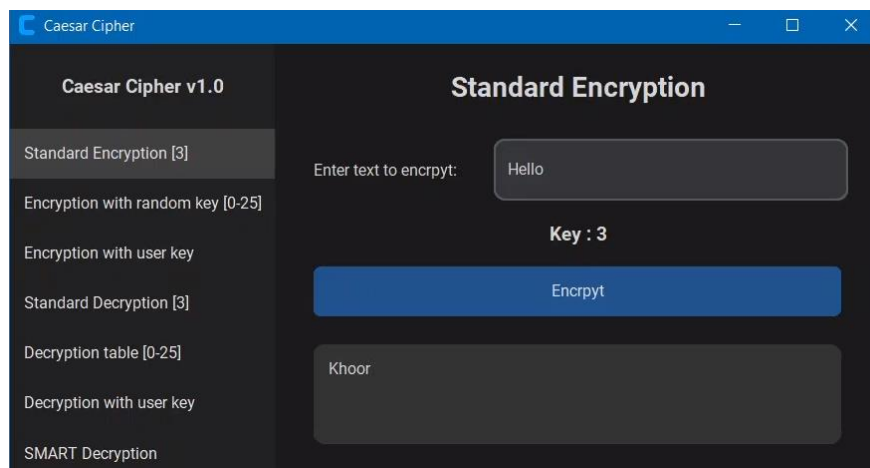 Caesar Cipher
Caesar Cipher v1.0
Standard Encryption [3]
Encryption with random key [0-25]
Encryption with user key
Standard Decryption [3]
Decryption table [0-25]
Decryption with user key
SMART Decryption
Standard Encryption
Enter text to encrpyt:
Hello
Key : 3
Encrpyt
Khoor